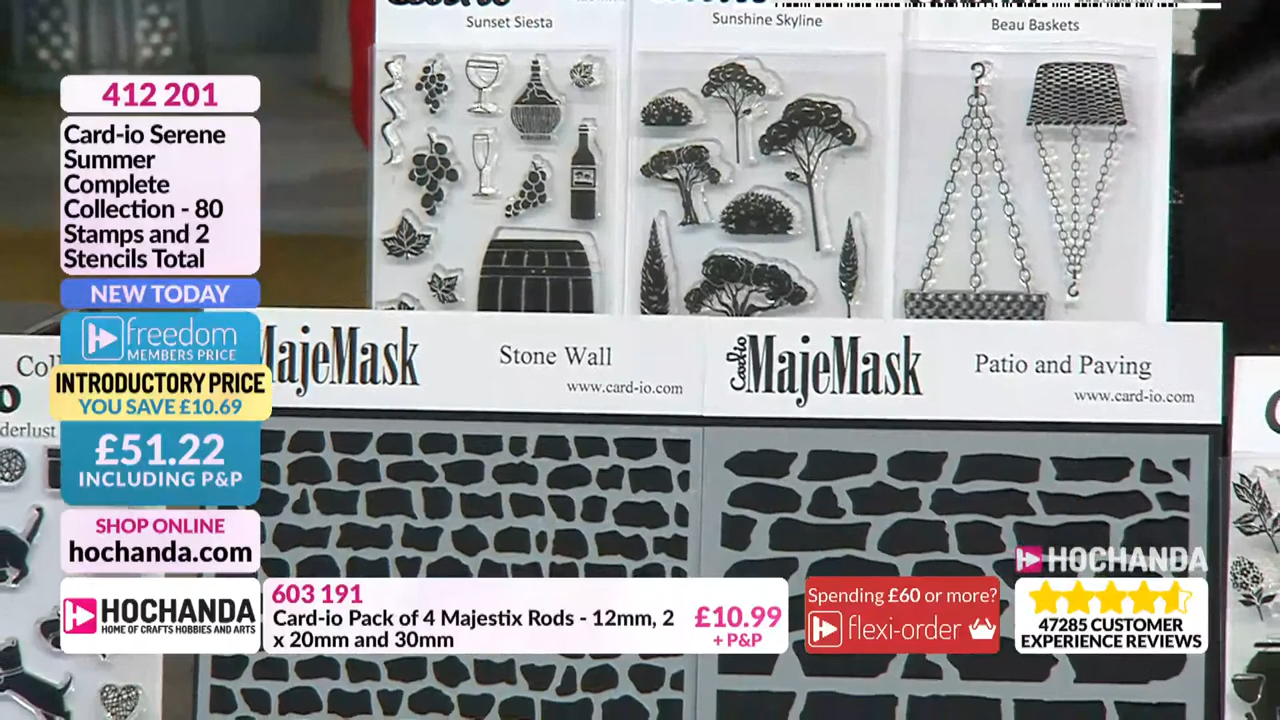 Sunset Siesta
Sunshine Skyline
Beau Baskets
412 201
Card-io Serene
Summer
Complete
Collection - 80
Stamps and 2
Stencils Total
NEW TODAY
freedom
MEMBERS PRICE
INTRODUCTORY PRICE
YOU SAVE £10.69
£51.22
INCLUDING P&P
SHOP ONLINE
hochanda.com
MajeMask
Stone Wall
www.card-io.com
Cardio
MajeMask
Patio and Paving
www.card-io.com
HOCHANDA
HOME OF CRAFTS HOBBIES AND ARTS
603 191
Card-io Pack of 4 Majestix Rods - 12mm, 2
x 20mm and 30mm
£10.99
+ P&P
Spending £60 or more?
flexi-order
HOCHANDA
47285 CUSTOMER
EXPERIENCE REVIEWS